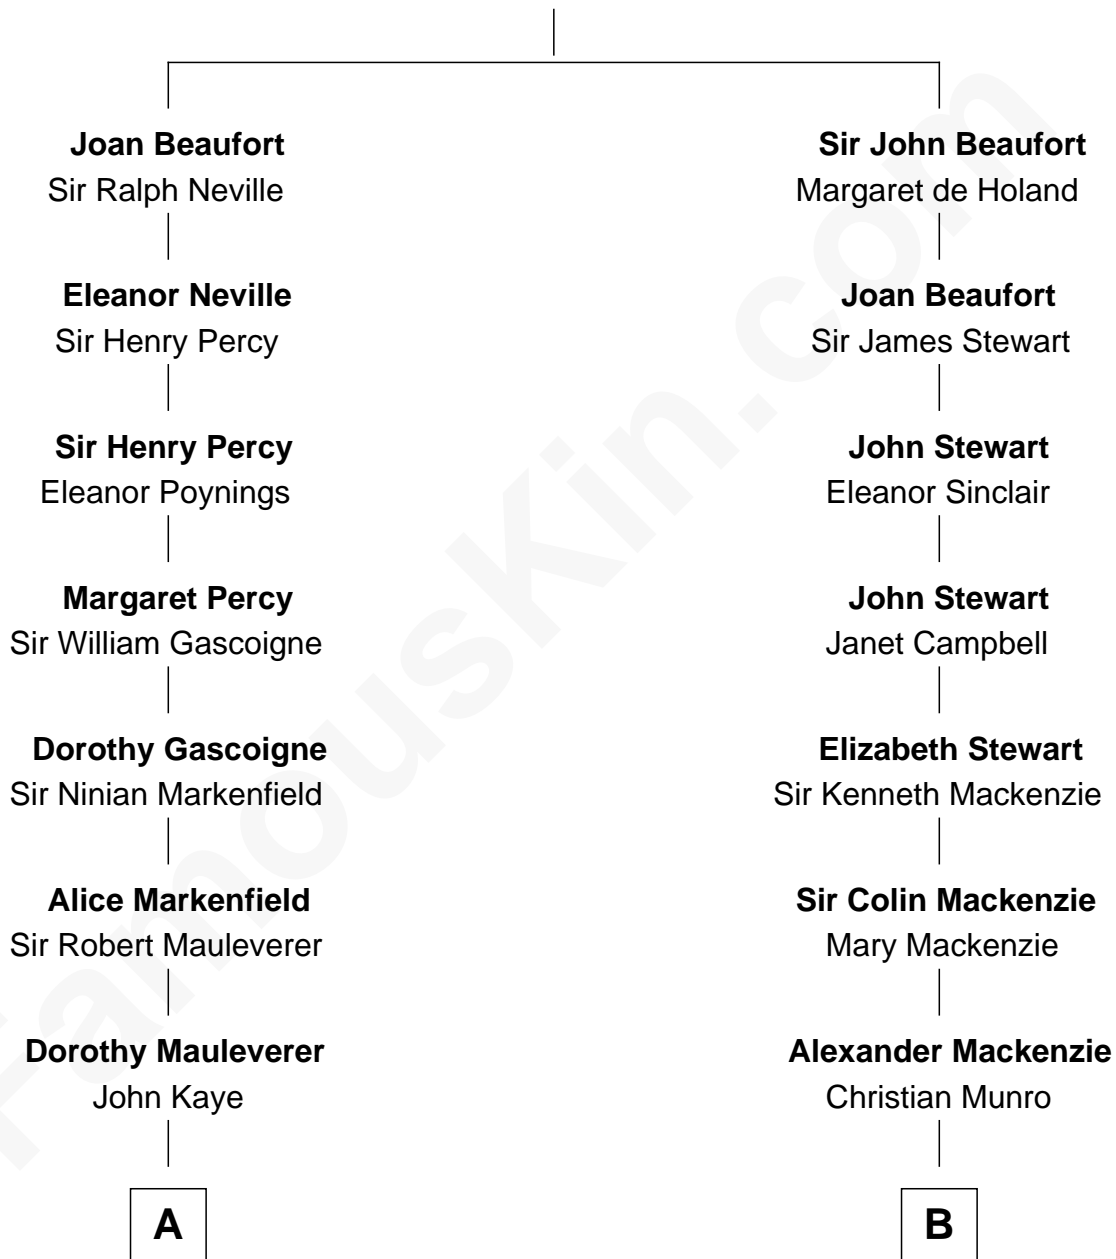 Joan Beaufort
Sir Ralph Neville
Eleanor Neville
Sir Henry Percy
Sir Henry Percy
Eleanor Poynings
Margaret Percy
Sir William Gascoigne
Dorothy Gascoigne
Sir Ninian Markenfield
Alice Markenfield
Sir Robert Mauleverer
Dorothy Mauleverer
John Kaye
A
Sir John Beaufort
Margaret de Holand
Joan Beaufort
Sir James Stewart
John Stewart
Eleanor Sinclair
John Stewart
Janet Campbell
Elizabeth Stewart
Sir Kenneth Mackenzie
Sir Colin Mackenzie
Mary Mackenzie
Alexander Mackenzie
Christian Munro
B
FamousKin.com